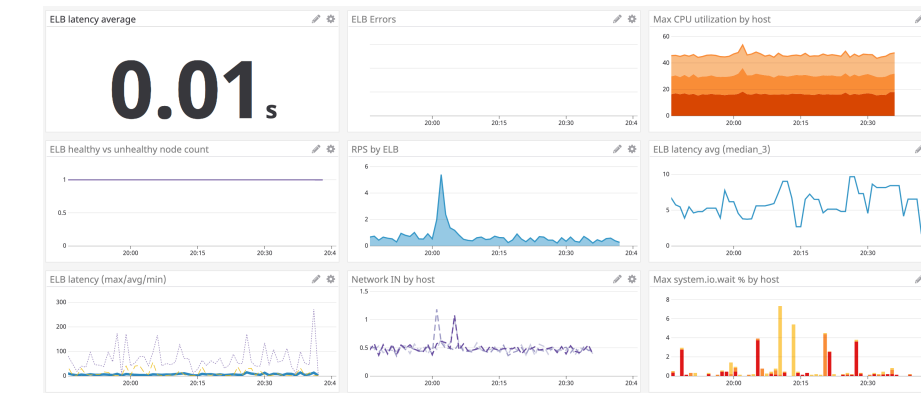 ELB latency average
0.01s
ELB Errors
20:00 20:15 20:30 20:4
Max CPU utilization by host
60
40
20
0
20:00 20:15 20:30
ELB healthy vs unhealthy node count
1
0.5
0
20:00 20:15 20:30 20:4
RPS by ELB
6
4
2
0
20:00 20:15 20:30 20:4
ELB latency avg (median_3)
10
5
0
20:00 20:15 20:30
ELB latency (max/avg/min)
300
200
100
0
20:00 20:15 20:30 20:4
Network IN by host
1.5
1
0.5
0
20:00 20:15 20:30 20:4
Max system.io.wait % by host
8
6
4
2
0
20:00 20:15 20:30